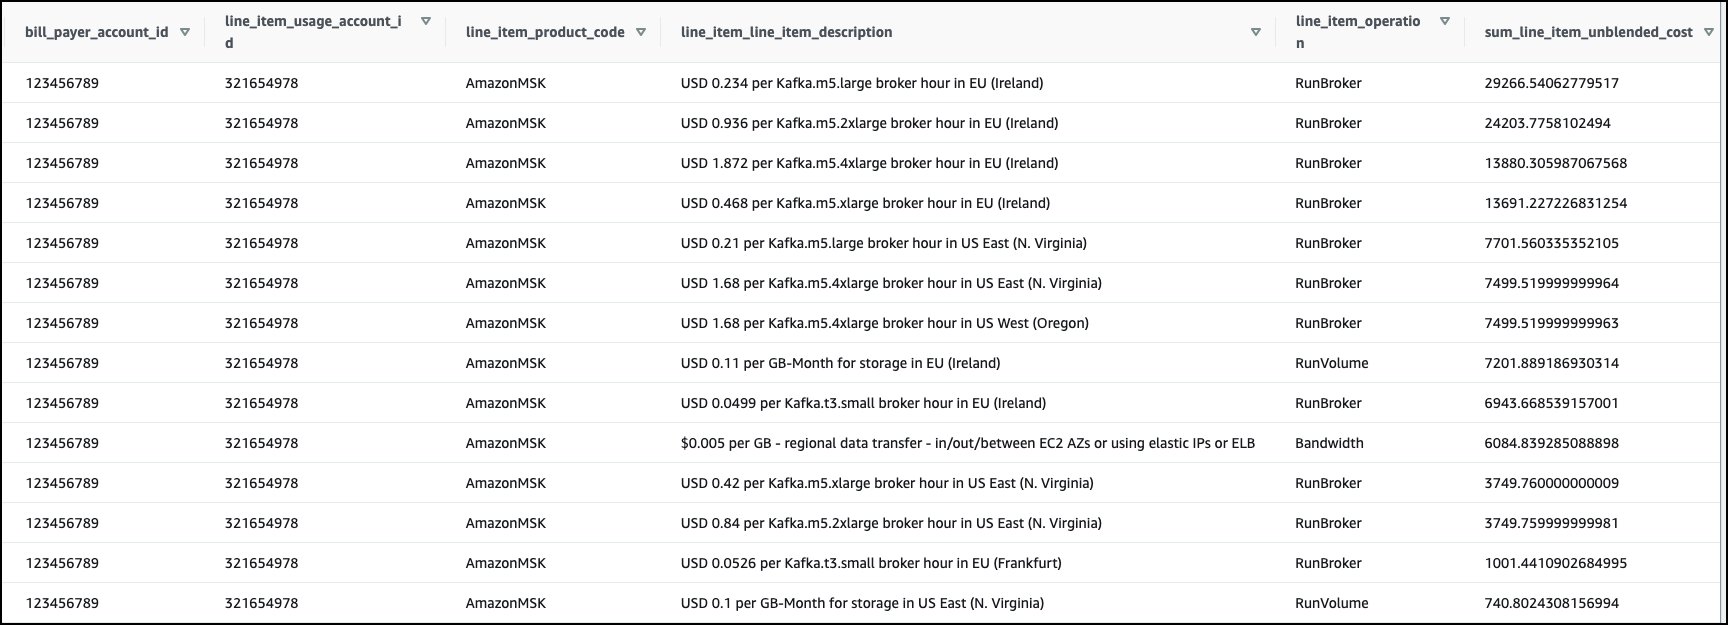 bill_payer_account_id line_item_usage_account_i
d line_item_product_code line_item_line_item_description line_item_operatio
n sum_line_item_unblended_cost
123456789 321654978 AmazonMSK USD 0.234 per Kafka.m5.large broker hour in EU (Ireland) RunBroker 29266.54062779517
123456789 321654978 AmazonMSK USD 0.936 per Kafka.m5.2xlarge broker hour in EU (Ireland) RunBroker 24203.7758102494
123456789 321654978 AmazonMSK USD 1.872 per Kafka.m5.4xlarge broker hour in EU (Ireland) RunBroker 13880.305987067568
123456789 321654978 AmazonMSK USD 0.468 per Kafka.m5.xlarge broker hour in EU (Ireland) RunBroker 13691.227226831254
123456789 321654978 AmazonMSK USD 0.21 per Kafka.m5.large broker hour in US East (N. Virginia) RunBroker 7701.560335352105
123456789 321654978 AmazonMSK USD 1.68 per Kafka.m5.4xlarge broker hour in US East (N. Virginia) RunBroker 7499.519999999964
123456789 321654978 AmazonMSK USD 1.68 per Kafka.m5.4xlarge broker hour in US West (Oregon) RunBroker 7499.519999999963
123456789 321654978 AmazonMSK USD 0.11 per GB-Month for storage in EU (Ireland) RunVolume 7201.889186930314
123456789 321654978 AmazonMSK USD 0.0499 per Kafka.t3.small broker hour in EU (Ireland) RunBroker 6943.668539157001
123456789 321654978 AmazonMSK $0.005 per GB - regional data transfer - in/out/between EC2 AZs or using elastic IPs or ELB Bandwidth 6084.839285088898
123456789 321654978 AmazonMSK USD 0.42 per Kafka.m5.xlarge broker hour in US East (N. Virginia) RunBroker 3749.760000000009
123456789 321654978 AmazonMSK USD 0.84 per Kafka.m5.2xlarge broker hour in US East (N. Virginia) RunBroker 3749.759999999981
123456789 321654978 AmazonMSK USD 0.0526 per Kafka.t3.small broker hour in EU (Frankfurt) RunBroker 1001.4410902684995
123456789 321654978 AmazonMSK USD 0.1 per GB-Month for storage in US East (N. Virginia) RunVolume 740.8024308156994